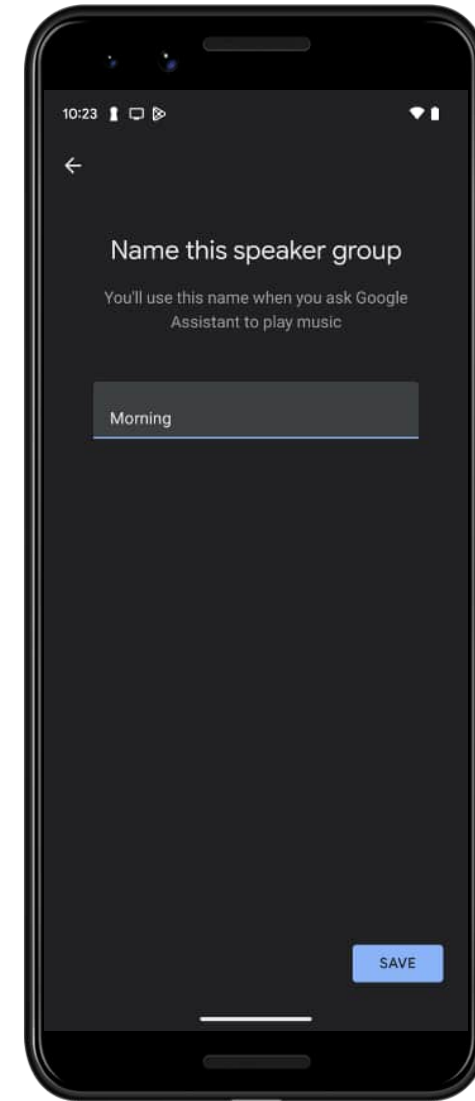 10:23
Name this speaker group
You'll use this name when you ask Google
Assistant to play music
Morning
SAVE